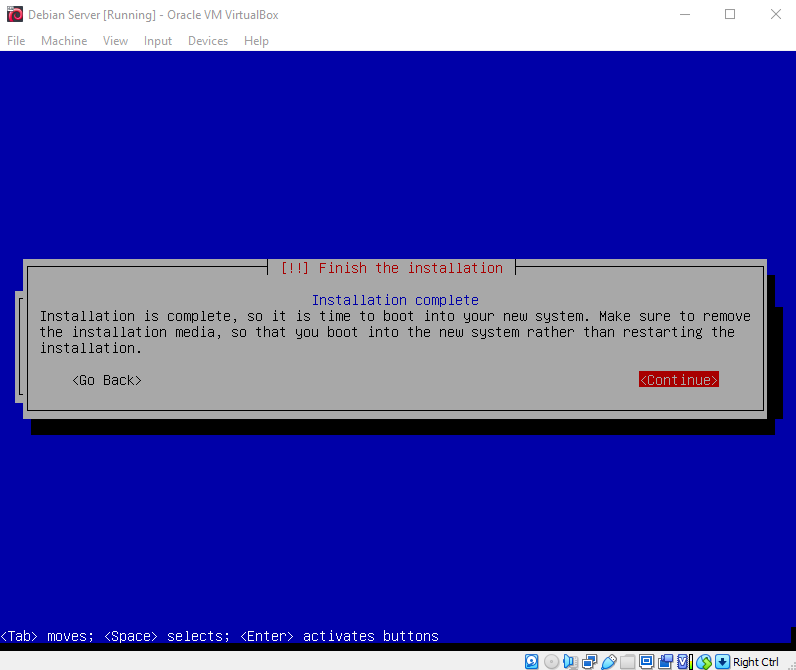 Debian Server [Running] - Oracle VM VirtualBox
File Machine View Input Devices Help
[!!] Finish the installation
Installation complete
Installation is complete, so it is time to boot into your new system. Make sure to remove
the installation media, so that you boot into the new system rather than restarting the
installation.
<Go Back> <Continue>
<Tab> moves; <Space> selects; <Enter> activates buttons
Right Ctrl